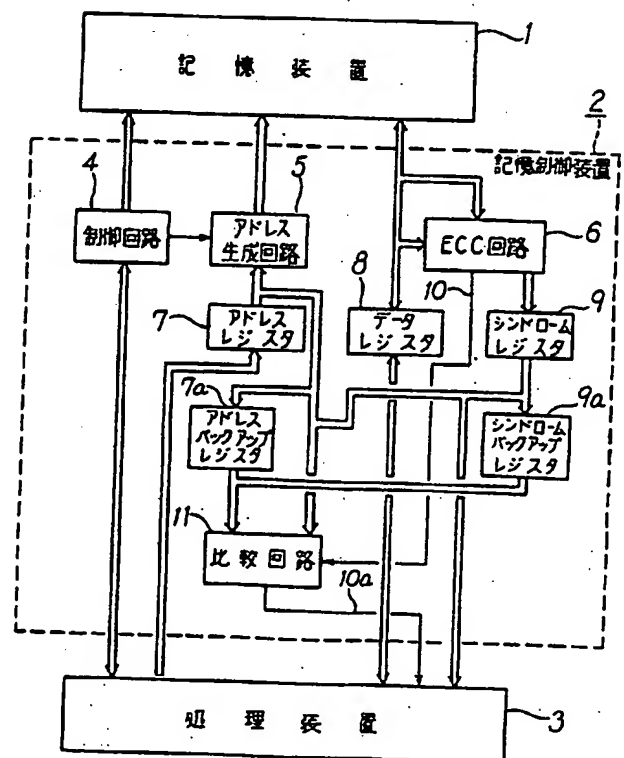 1
記憶装置
2
記憶制御装置
4
制御回路
5
アドレス
生成回路
ECC回路
6
7
アドレス
レジスタ
8
データ
レジスタ
10
シンドローム
レジスタ
9
7a
アドレス
バックアップ
レジスタ
シンドローム
バックアップ
レジスタ
9a
11
比較回路
10a
処理装置
3